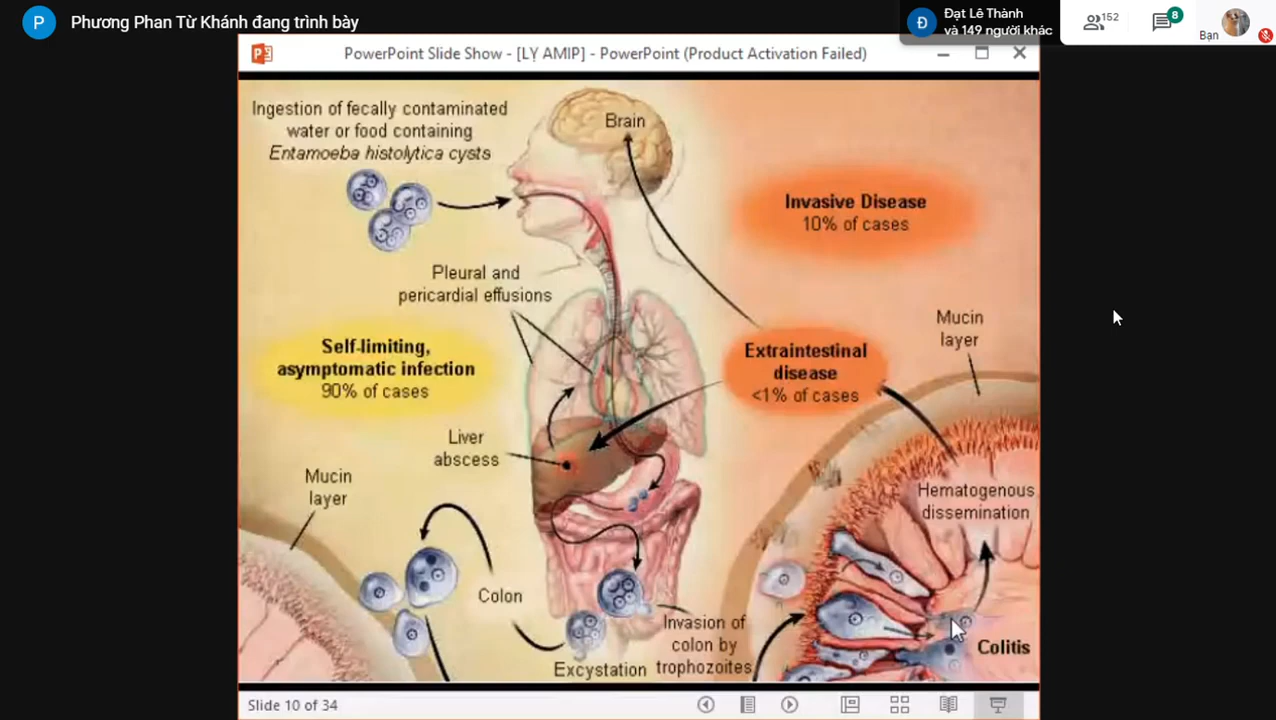 P
Phương Phan Từ Khánh đang trình bày
Đ
Đạt Lê Thành
và 149 người khác
152
8
Bạn
PowerPoint Slide Show - [LỴ AMIP] - PowerPoint (Product Activation Failed)
Ingestion of fecally contaminated
water or food containing
Entamoeba histolytica cysts
Brain
Invasive Disease
10% of cases
Pleural and
pericardial effusions
Mucin
layer
Self-limiting,
asymptomatic infection
90% of cases
Extraintestinal
disease
<1% of cases
Liver
abscess
Mucin
layer
Hematogenous
dissemination
Colon
Invasion of
colon by
trophozoites
Excystation
Colitis
Slide 10 of 34